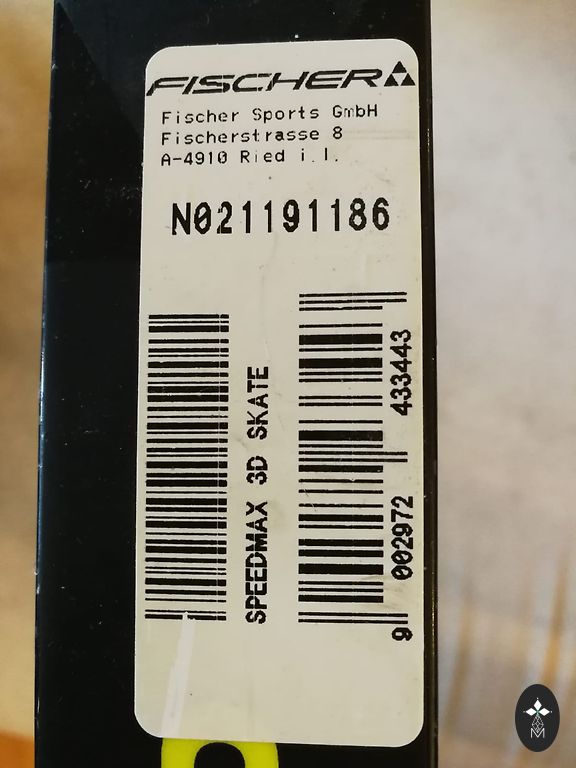 FISCHER
Fischer Sports GmbH
Fischerstrasse 8
A-4910 Ried i.I.
N021191186
SPEEDMAX 3D SKATE
9 002972 433443
M